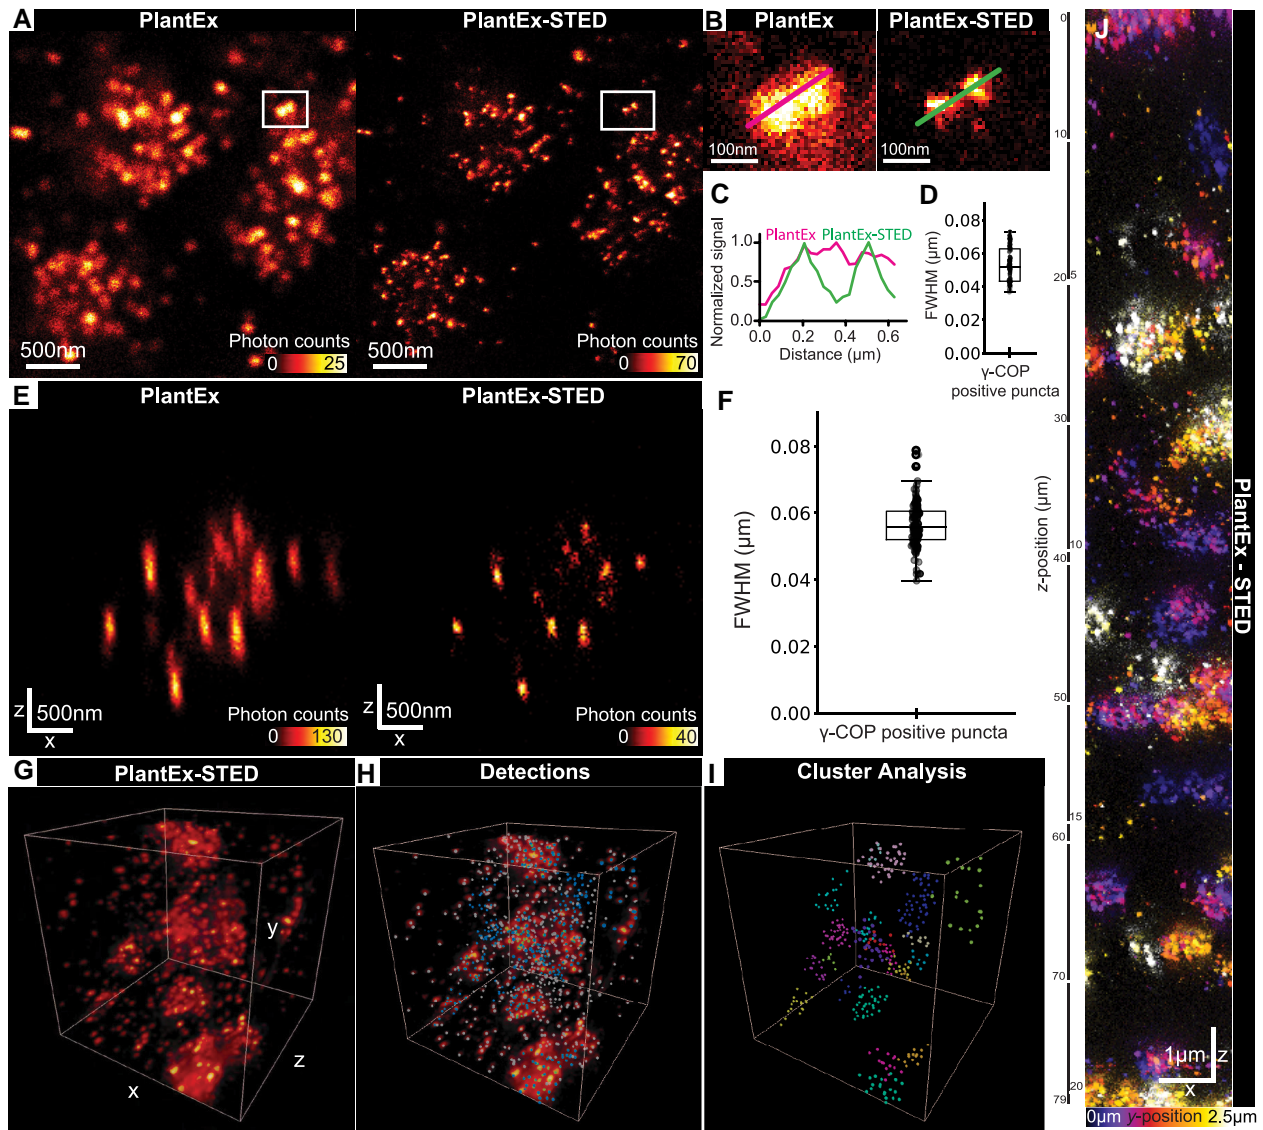 A
PlantEx
PlantEx-STED
500nm
Photon counts
0 25
500nm
Photon counts
0 70
B
PlantEx
PlantEx-STED
100nm
100nm
C
Normalized signal
1.0
0.5
0.0
PlantEx PlantEx-STED
0.0 0.2 0.4 0.6
Distance (µm)
D
FWHM (µm)
0.08
0.06
0.04
0.02
0.00
γ-COP
positive puncta
E
PlantEx
PlantEx-STED
z
500nm
x
Photon counts
0 130
z
500nm
x
Photon counts
0 40
F
FWHM (µm)
0.08
0.06
0.04
0.02
0.00
γ-COP positive puncta
G
PlantEx-STED
y
z
x
H
Detections
I
Cluster Analysis
J
z-position (µm)
0
10
20 5
30
10
40
50
15
60
70
20
79
PlantEx - STED
1µm z
x
0µm y-position 2.5µm